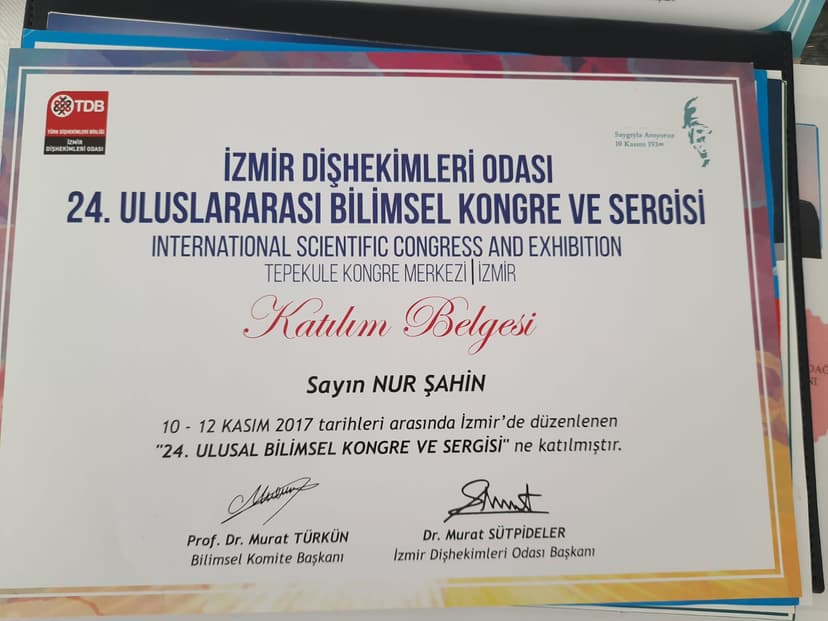 TDB
TÜRK DİŞHEKİMLERİ BİRLİĞİ
İZMİR
DİŞHEKİMLERİ ODASI
Saygıyla Anıyoruz
10 Kasım 193∞
İZMİR DİŞHEKİMLERİ ODASI
24. ULUSLARARASI BİLİMSEL KONGRE VE SERGİSİ
INTERNATIONAL SCIENTIFIC CONGRESS AND EXHIBITION
TEPEKULE KONGRE MERKEZİ | İZMİR
Katılım Belgesi
Sayın NUR ŞAHİN
10 - 12 KASIM 2017 tarihleri arasında İzmir'de düzenlenen
"24. ULUSAL BİLİMSEL KONGRE VE SERGİSİ" ne katılmıştır.
Prof. Dr. Murat TÜRKÜN
Bilimsel Komite Başkanı
Dr. Murat SÜTPİDELER
İzmir Dişhekimleri Odası Başkanı